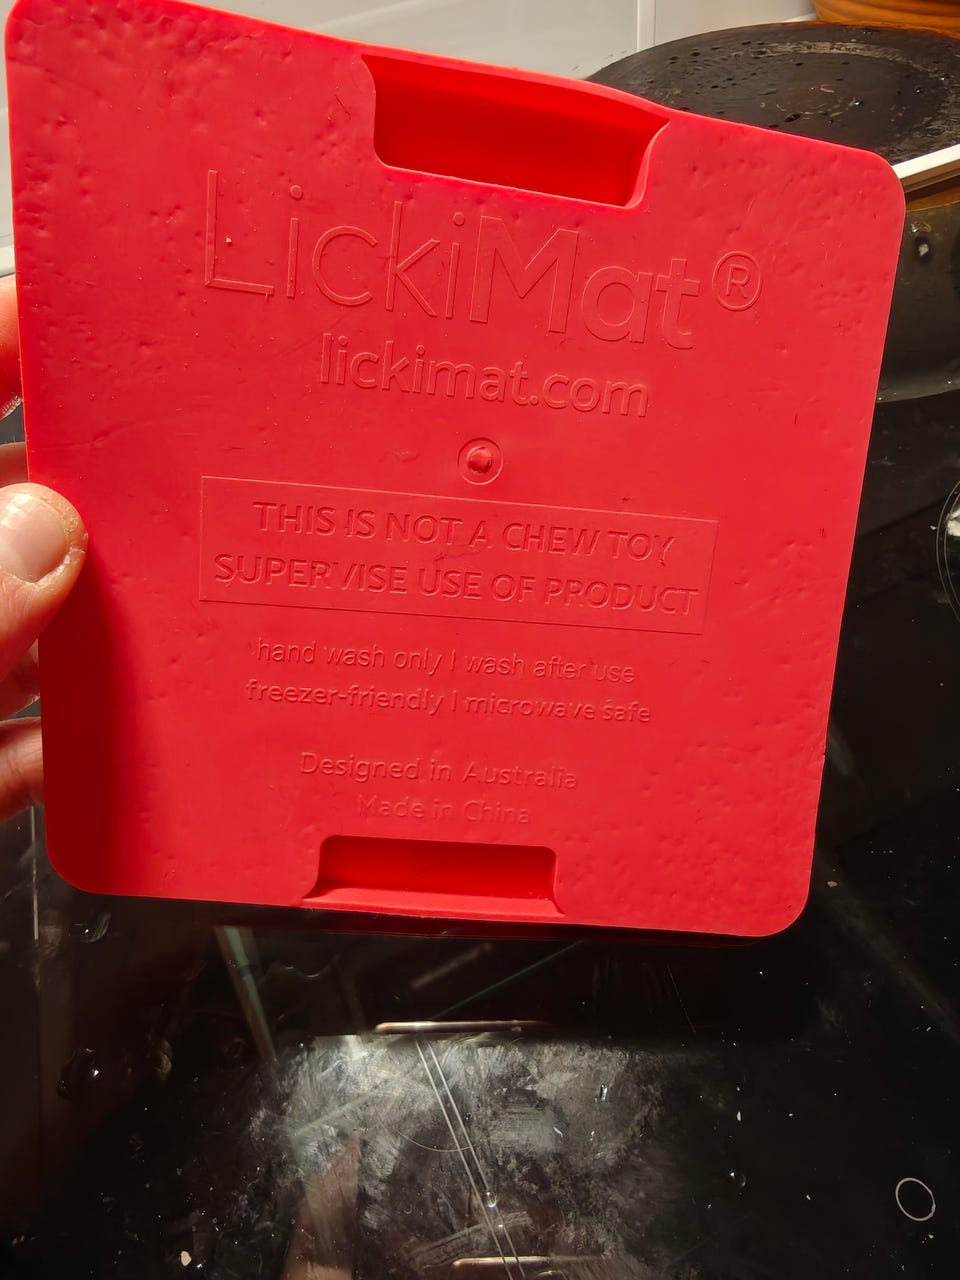 LickiMat®
lickimat.com
THIS IS NOT A CHEW TOY
SUPERVISE USE OF PRODUCT
hand wash only | wash after use
freezer-friendly | microwave safe
Designed in Australia
Made in China